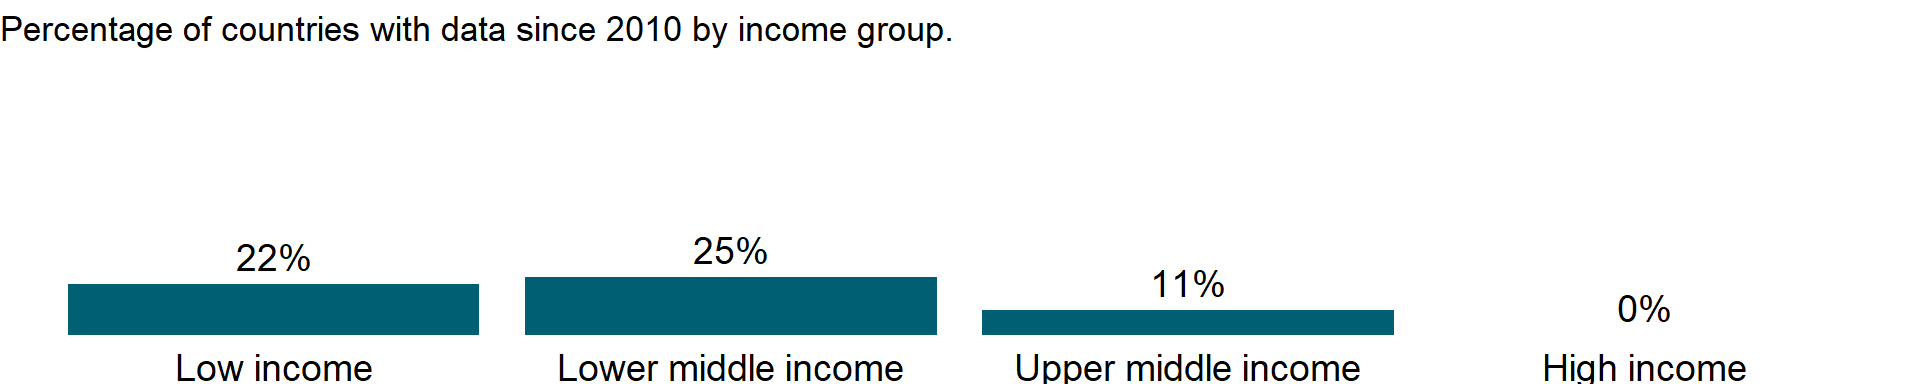 Percentage of countries with data since 2010 by income group.
22%
25%
11%
0%
Low income
Lower middle income
Upper middle income
High income